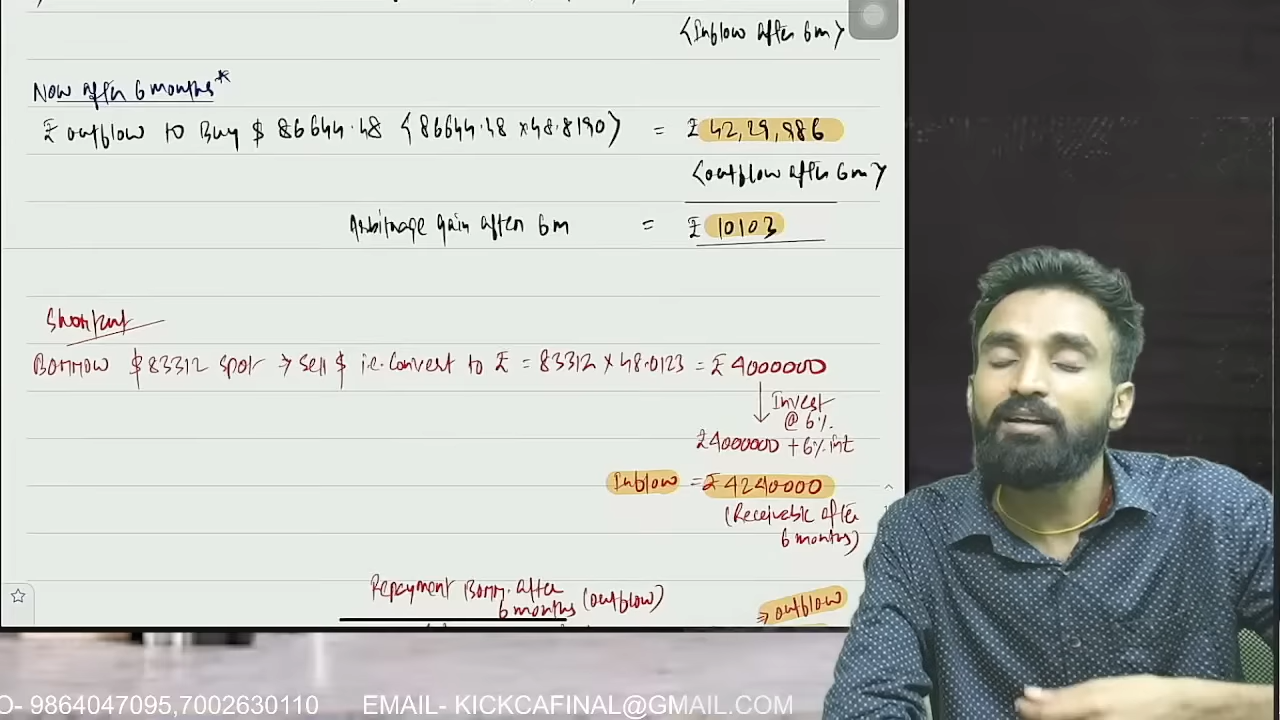 <Inflow after 6m>
Now after 6 months*
₹ outflow to Buy $ 86644.48 <86644.48 x48.8190> = ₹ 42,29,986
<outflow after 6m>
Arbitrage gain after 6m = ₹ 10103
Shortcut
Borrow $83312 spot → sell $ i.e. convert to ₹ = 83312 x 48.0123 = ₹4000000
Invest
@ 6%
₹4000000 + 6% int
Inflow = ₹4240000
(Receivable after
6 months)
Repayment Borr. after
6 months (outflow)
⇒ outflow
O- 9864047095,7002630110 EMAIL- KICKCAFINAL@GMAIL.COM